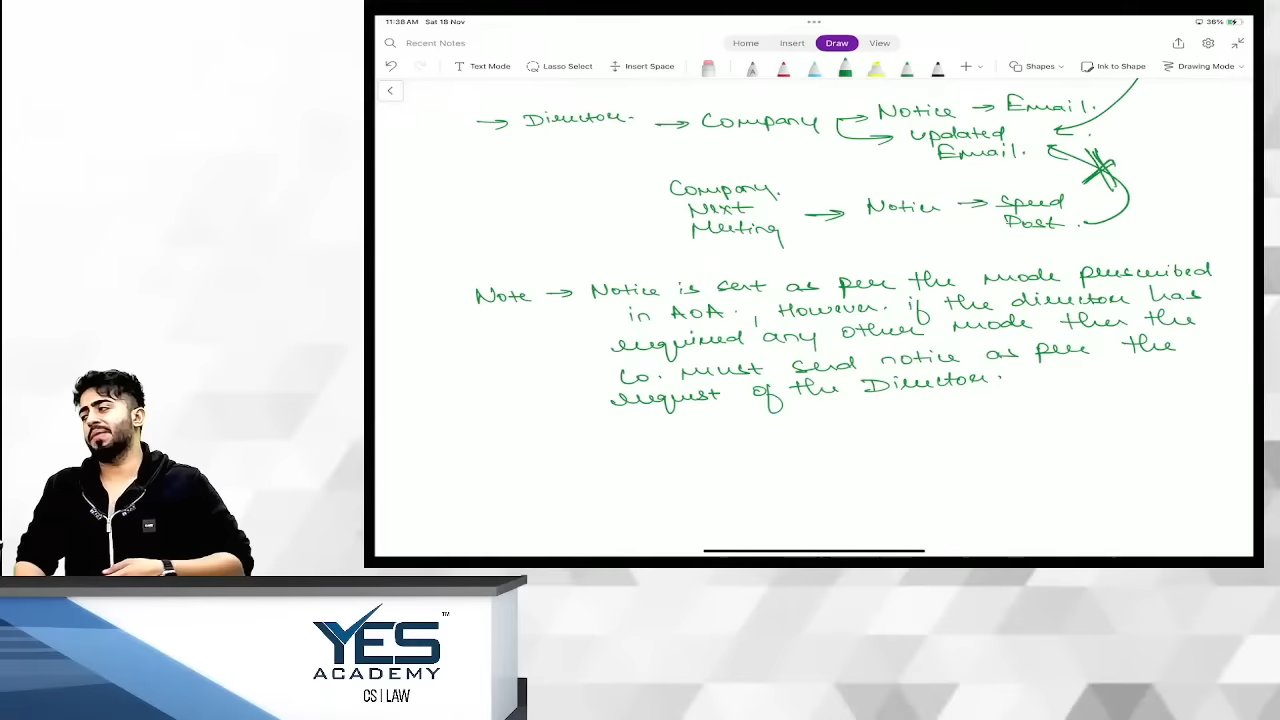 11:38 AM Sat 18 Nov
36%
Recent Notes
Home Insert Draw View
Text Mode Lasso Select Insert Space Shapes Ink to Shape Drawing Mode
→ Director. → Company → Notice → Email.
→ updated
Email.
Company.
Next
Meeting → Notice → Speed
Post.
Note → Notice is sent as per the mode prescribed
in AOA., However. if the director has
required any other mode then the
co. must send notice as per the
request of the Director.
YES™
ACADEMY
CS | LAW